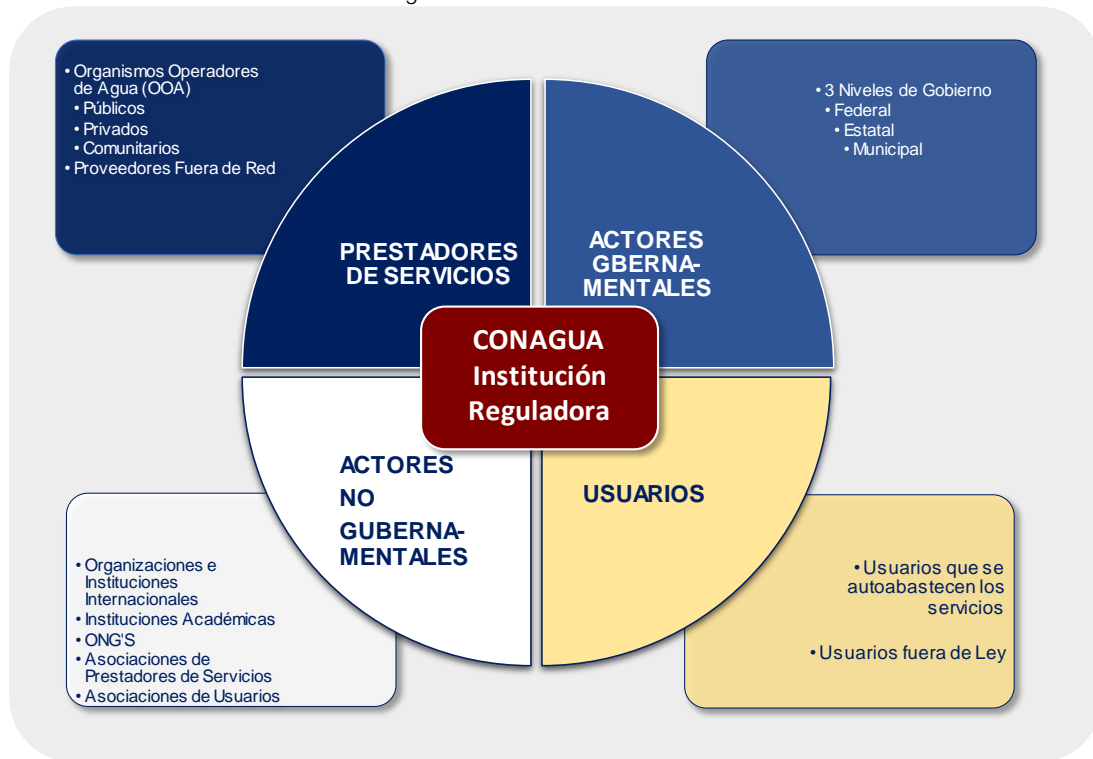 • Organismos Operadores
de Agua (OOA)
• Públicos
• Privados
• Comunitarios
• Proveedores Fuera de Red
• 3 Niveles de Gobierno
• Federal
• Estatal
• Municipal
PRESTADORES
DE SERVICIOS
ACTORES
GBERNA-
MENTALES
CONAGUA
Institución
Reguladora
ACTORES
NO
GUBERNA-
MENTALES
USUARIOS
• Organizaciones e
Instituciones
Internacionales
• Instituciones Académicas
• ONG'S
• Asociaciones de
Prestadores de Servicios
• Asociaciones de Usuarios
• Usuarios que se
autoabastecen los
servicios
• Usuarios fuera de Ley